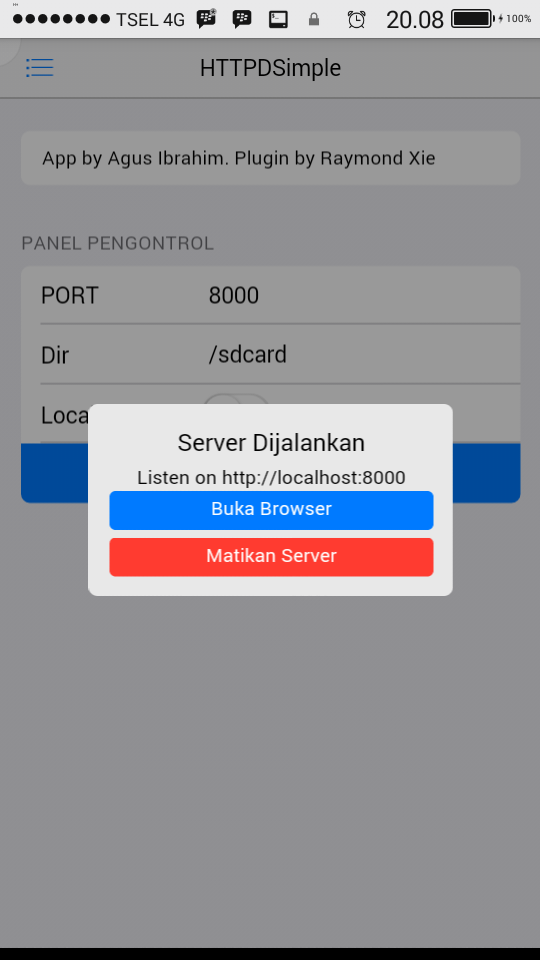 TSEL 4G 20.08 100%
HTTPDSimple
App by Agus Ibrahim. Plugin by Raymond Xie
PANEL PENGONTROL
PORT 8000
Dir /sdcard
Loca
Server Dijalankan
Listen on http://localhost:8000
Buka Browser
Matikan Server